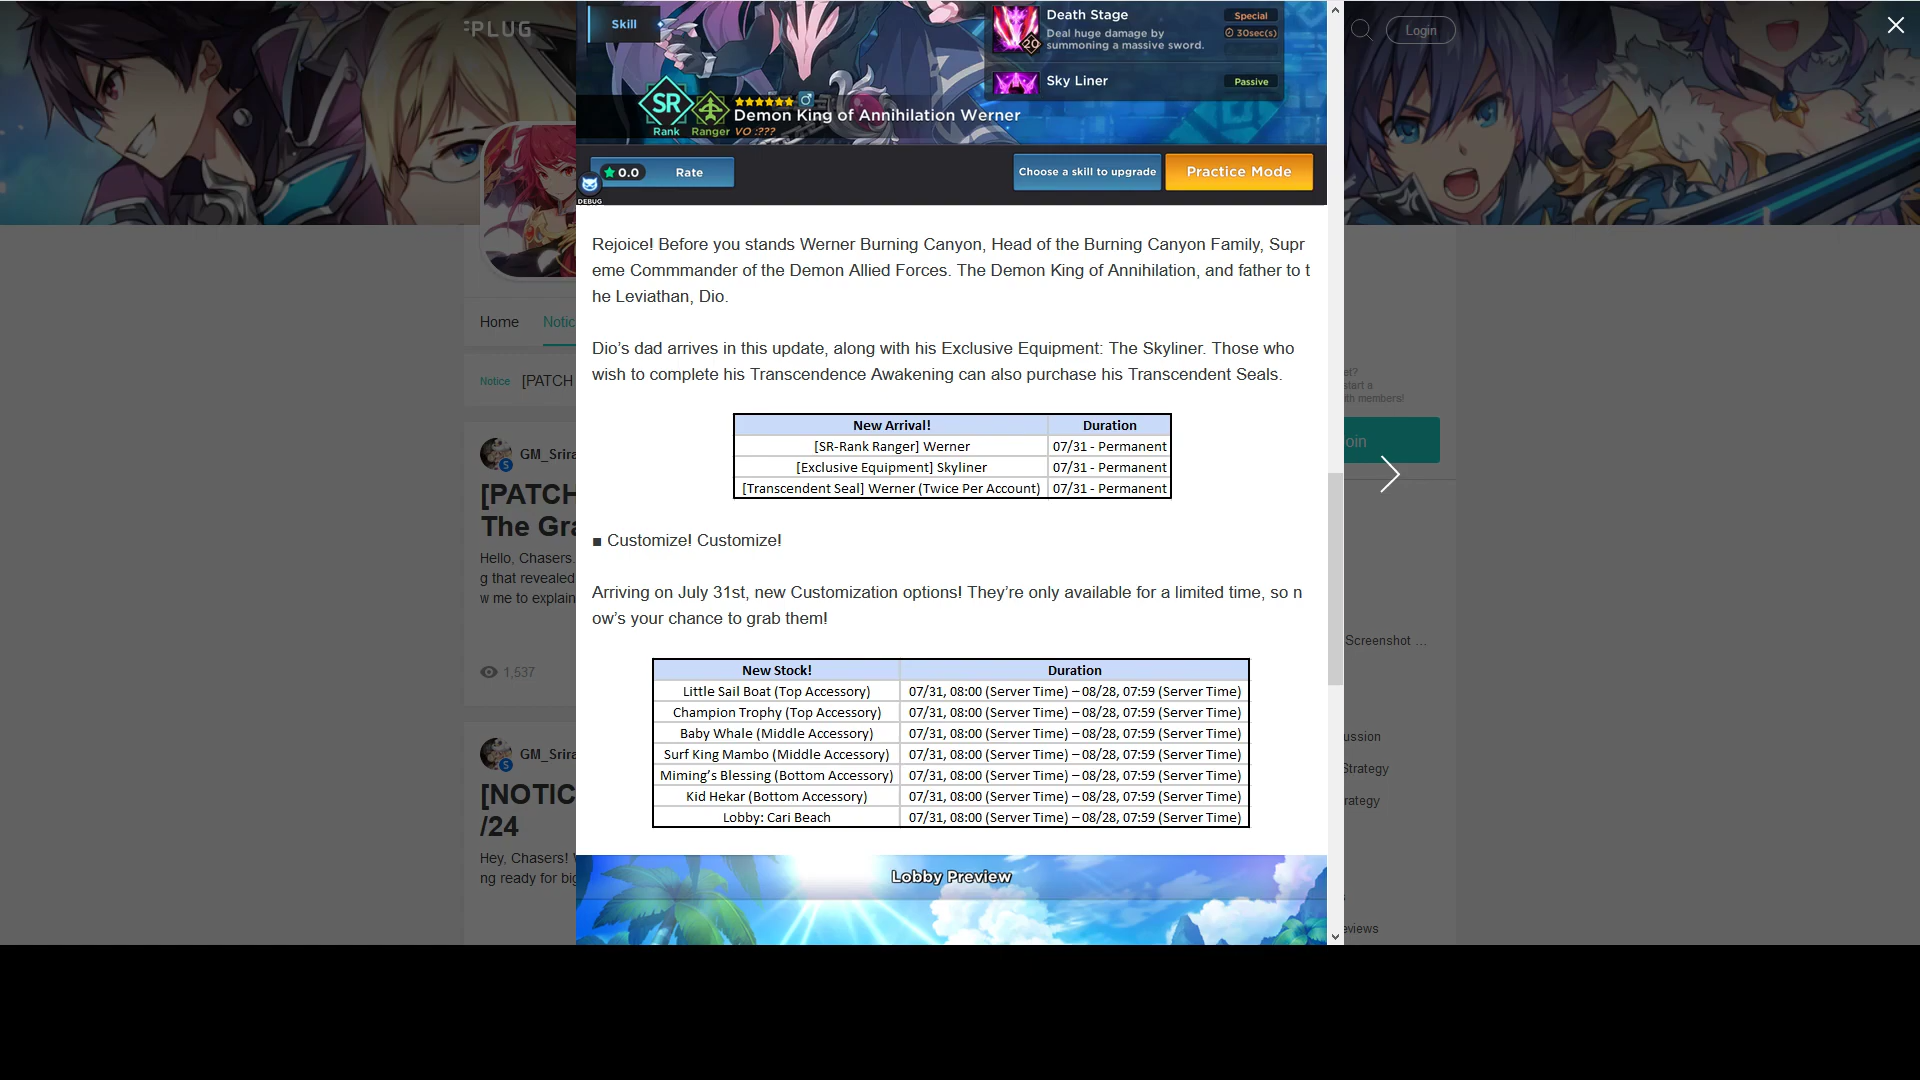 PLUG
Login
Skill
Death Stage
Special
Deal huge damage by
30sec(s)
summoning a massive sword.
20
Sky Liner
Passive
SR
Demon King of Annihilation Werner
Rank
Ranger
VO :???
0.0
Rate
Choose a skill to upgrade
Practice Mode
DEBUG
Rejoice! Before you stands Werner Burning Canyon, Head of the Burning Canyon Family, Supr
eme Commmander of the Demon Allied Forces. The Demon King of Annihilation, and father to t
he Leviathan, Dio.
Dio’s dad arrives in this update, along with his Exclusive Equipment: The Skyliner. Those who
wish to complete his Transcendence Awakening can also purchase his Transcendent Seals.
New Arrival! Duration
[SR-Rank Ranger] Werner 07/31 - Permanent
[Exclusive Equipment] Skyliner 07/31 - Permanent
[Transcendent Seal] Werner (Twice Per Account) 07/31 - Permanent
■ Customize! Customize!
Arriving on July 31st, new Customization options! They’re only available for a limited time, so n
ow’s your chance to grab them!
New Stock! Duration
Little Sail Boat (Top Accessory) 07/31, 08:00 (Server Time) – 08/28, 07:59 (Server Time)
Champion Trophy (Top Accessory) 07/31, 08:00 (Server Time) – 08/28, 07:59 (Server Time)
Baby Whale (Middle Accessory) 07/31, 08:00 (Server Time) – 08/28, 07:59 (Server Time)
Surf King Mambo (Middle Accessory) 07/31, 08:00 (Server Time) – 08/28, 07:59 (Server Time)
Miming’s Blessing (Bottom Accessory) 07/31, 08:00 (Server Time) – 08/28, 07:59 (Server Time)
Kid Hekar (Bottom Accessory) 07/31, 08:00 (Server Time) – 08/28, 07:59 (Server Time)
Lobby: Cari Beach 07/31, 08:00 (Server Time) – 08/28, 07:59 (Server Time)
Lobby Preview
Home Notic
Notice [PATCH
GM_Srira
[PATCH
The Gra
Hello, Chasers.
g that revealed
w me to explain
1,537
GM_Srira
[NOTIC
/24
Hey, Chasers!
ng ready for big
et?
start a
ith members!
oin
Screenshot ...
ussion
Strategy
rategy
s
eviews